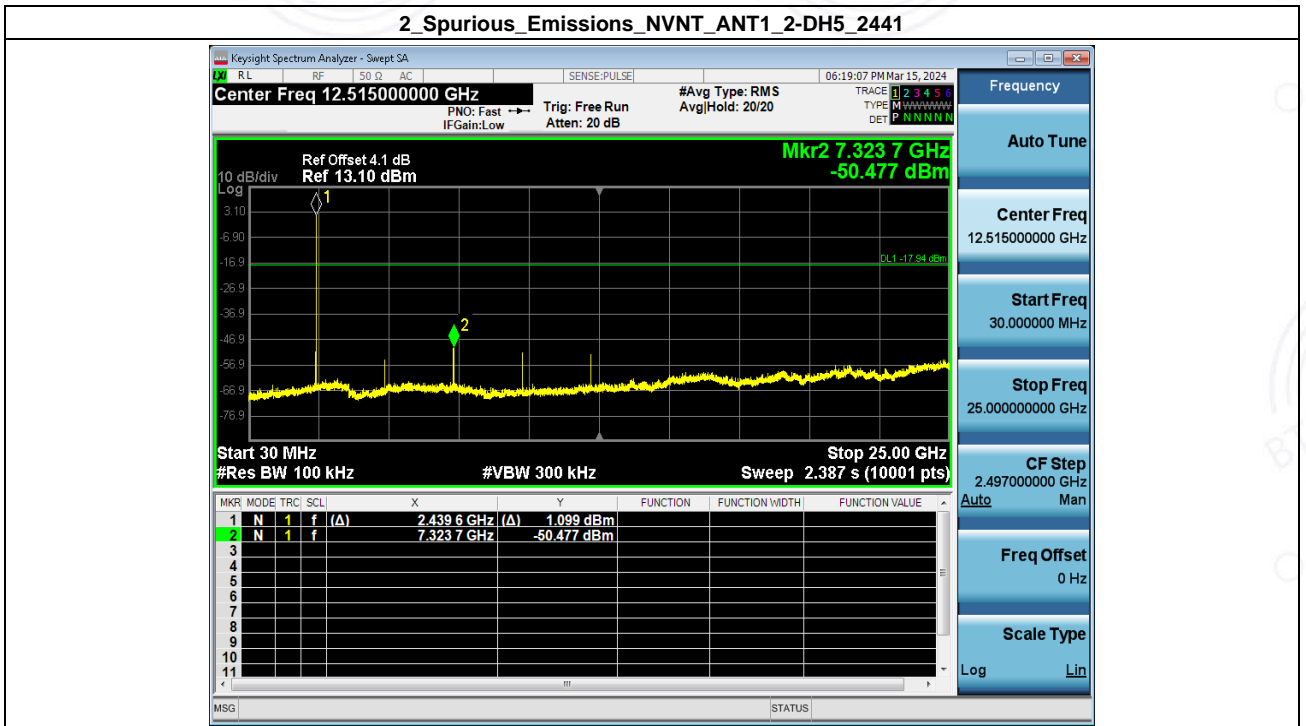 2_Spurious_Emissions_NVNT_ANT1_2-DH5_2441
Keysight Spectrum Analyzer - Swept SA
LXI RL RF 50 Ω AC SENSE:PULSE 06:19:07 PM Mar 15, 2024
Center Freq 12.515000000 GHz #Avg Type: RMS TRACE 1 2 3 4 5 6
PNO: Fast Trig: Free Run Avg|Hold: 20/20 TYPE M WWWWW
IFGain:Low Atten: 20 dB DET P N N N N N
Mkr2 7.323 7 GHz
Ref Offset 4.1 dB
10 dB/div Ref 13.10 dBm -50.477 dBm
Log
1
3.10
-6.90
-16.9
DL1 -17.94 dBm
-26.9
-36.9
2
-46.9
-56.9
-66.9
-76.9
Start 30 MHz Stop 25.00 GHz
#Res BW 100 kHz #VBW 300 kHz Sweep 2.387 s (10001 pts)
MKR MODE TRC SCL X Y FUNCTION FUNCTION WIDTH FUNCTION VALUE
1 N 1 f (Δ) 2.439 6 GHz (Δ) 1.099 dBm
2 N 1 f 7.323 7 GHz -50.477 dBm
3
4
5
6
7
8
9
10
11
MSG STATUS
Frequency
Auto Tune
Center Freq
12.515000000 GHz
Start Freq
30.000000 MHz
Stop Freq
25.000000000 GHz
CF Step
2.497000000 GHz
Auto Man
Freq Offset
0 Hz
Scale Type
Log Lin